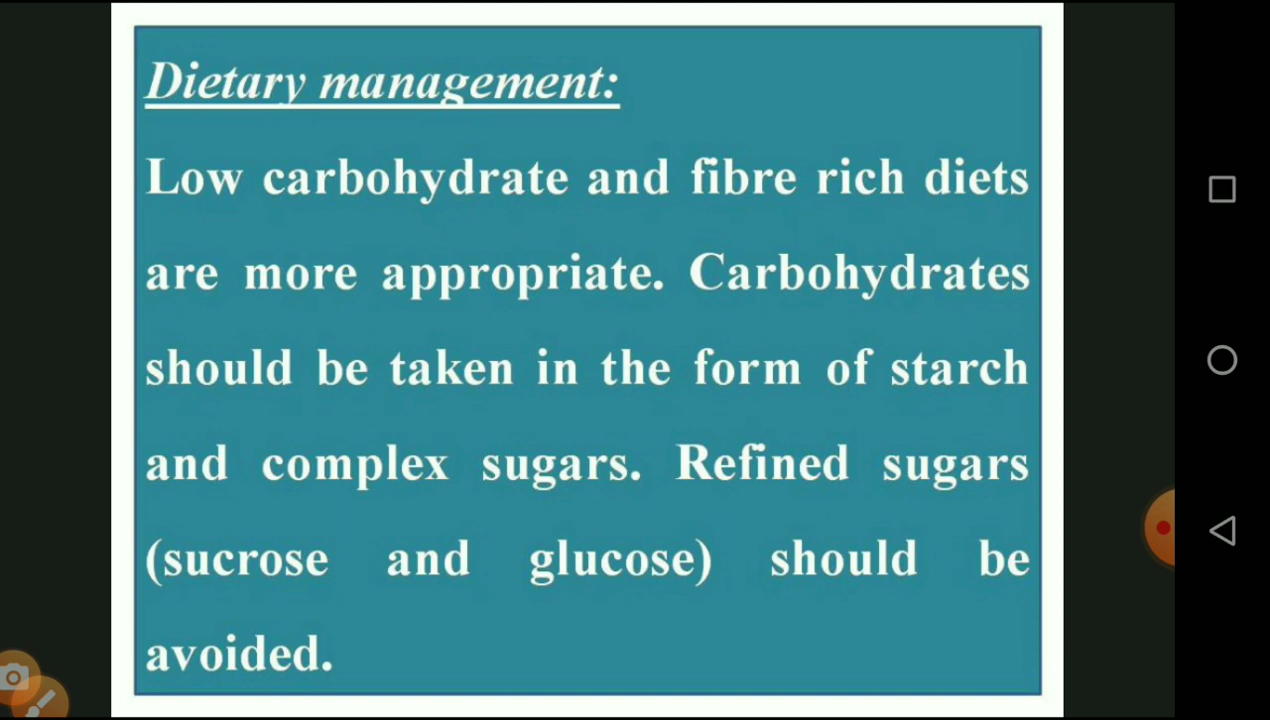 Dietary management:
Low carbohydrate and fibre rich diets
are more appropriate. Carbohydrates
should be taken in the form of starch
and complex sugars. Refined sugars
(sucrose and glucose) should be
avoided.